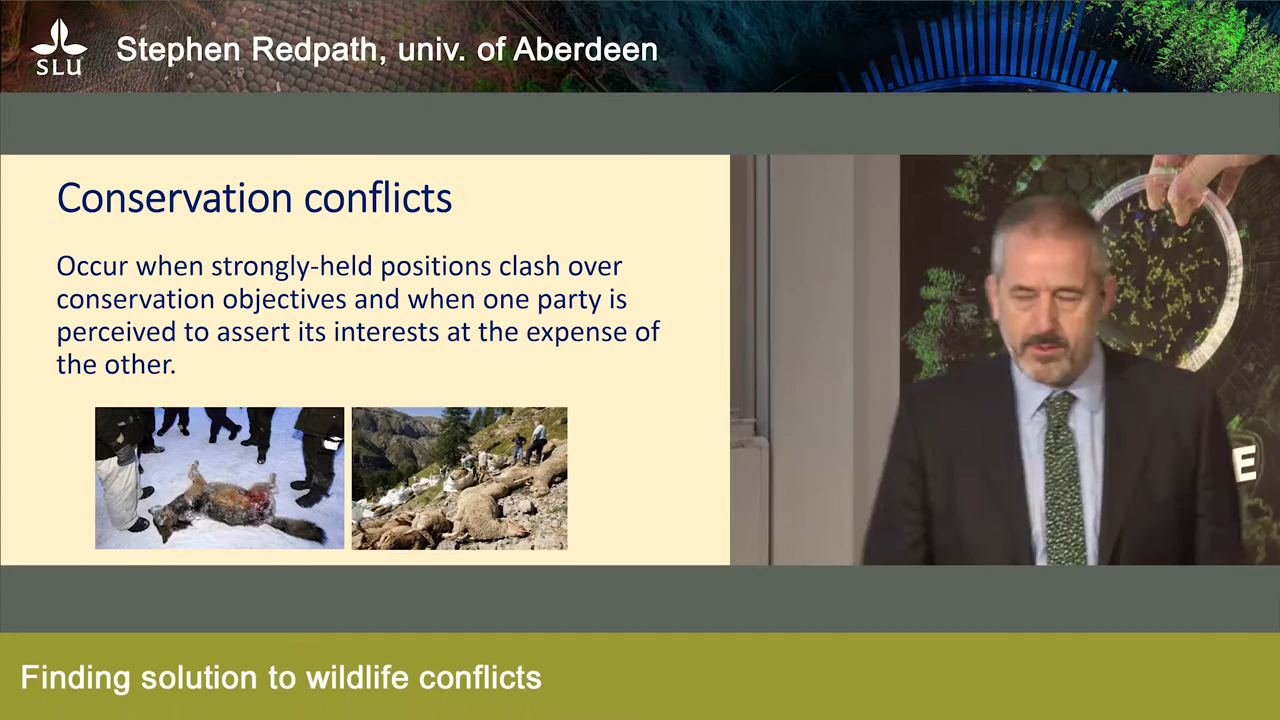 SLU
Stephen Redpath, univ. of Aberdeen
Conservation conflicts
Occur when strongly-held positions clash over
conservation objectives and when one party is
perceived to assert its interests at the expense of
the other.
E
Finding solution to wildlife conflicts